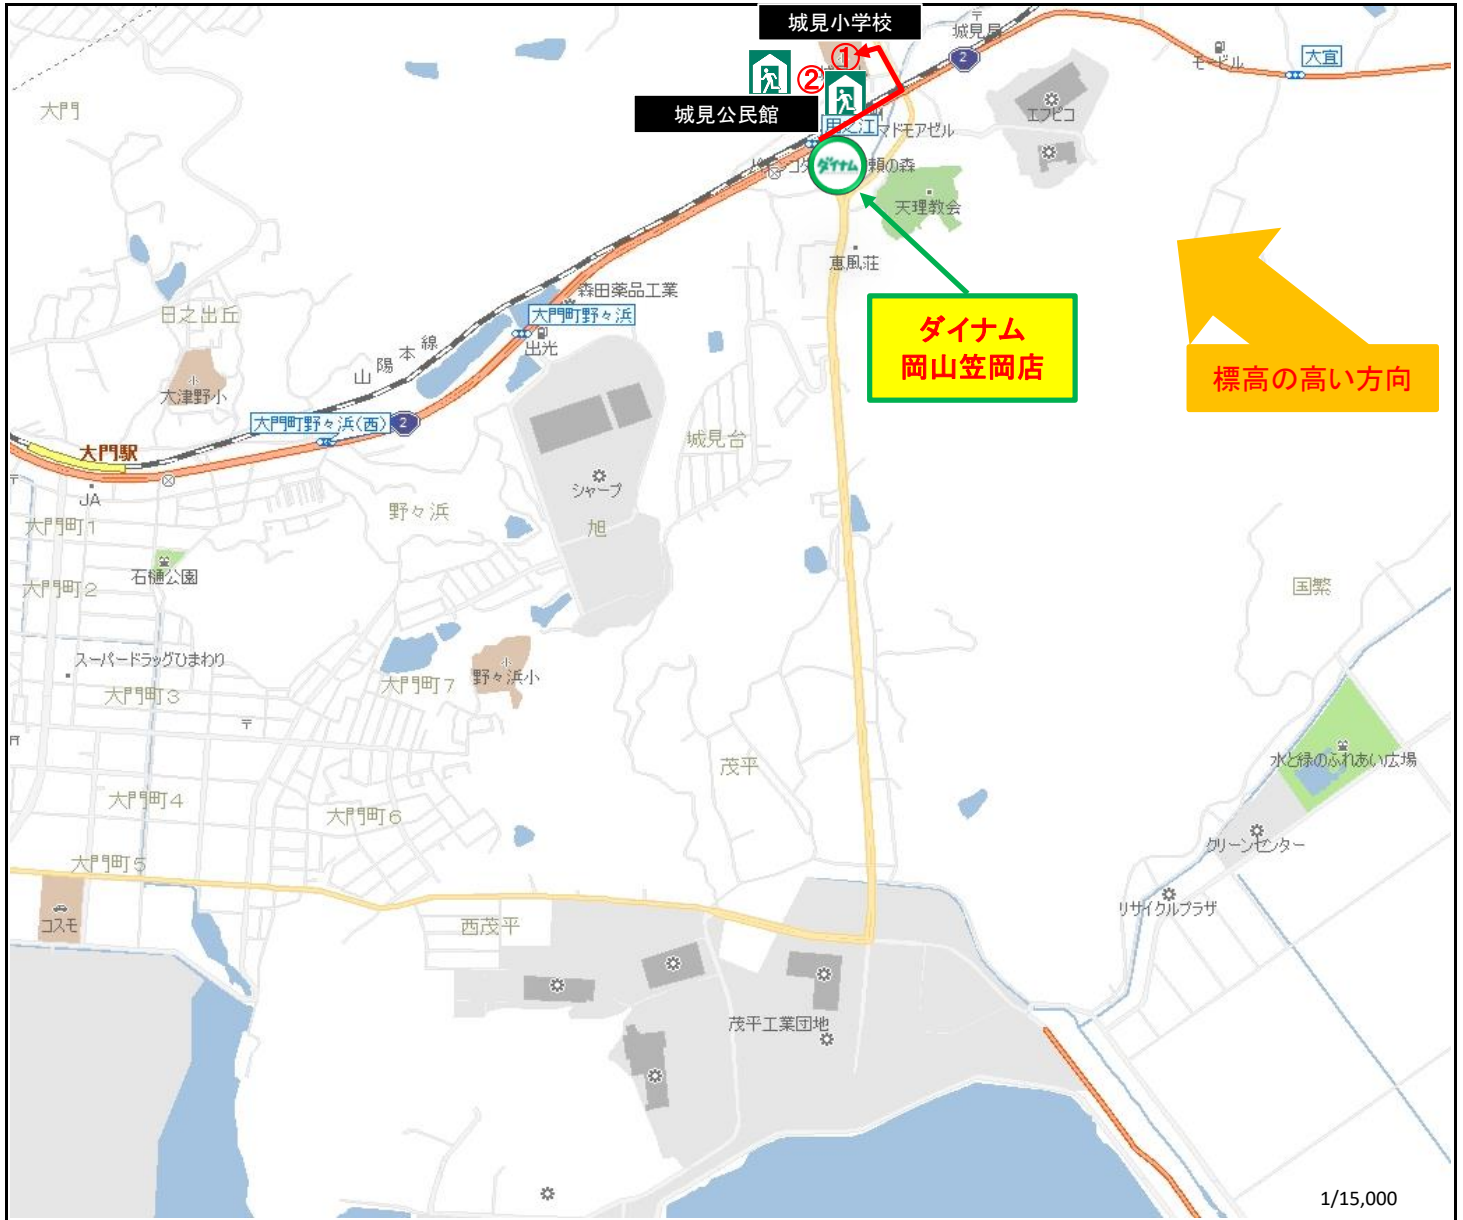 城見小学校
〒
城見局
2
モービル
大宜
①
②
城見公民館
エフピコ
大門
用之江
マドモアゼル
ダイナム
頼の森
天理教会
恵風荘
森田薬品工業
日之出丘
大門町野々浜
出光
ダイナム
岡山笠岡店
標高の高い方向
山陽本線
大津野小
大門町野々浜(西)
2
城見台
大門駅
シャープ
JA
野々浜
旭
大門町1
石樋公園
大門町2
国繁
スーパードラッグひまわり
大門町7
野々浜小
大門町3
〒
茂平
水と緑のふれあい広場
大門町4
大門町6
クリーンセンター
大門町5
リサイクルプラザ
コスモ
西茂平
茂平工業団地
1/15,000